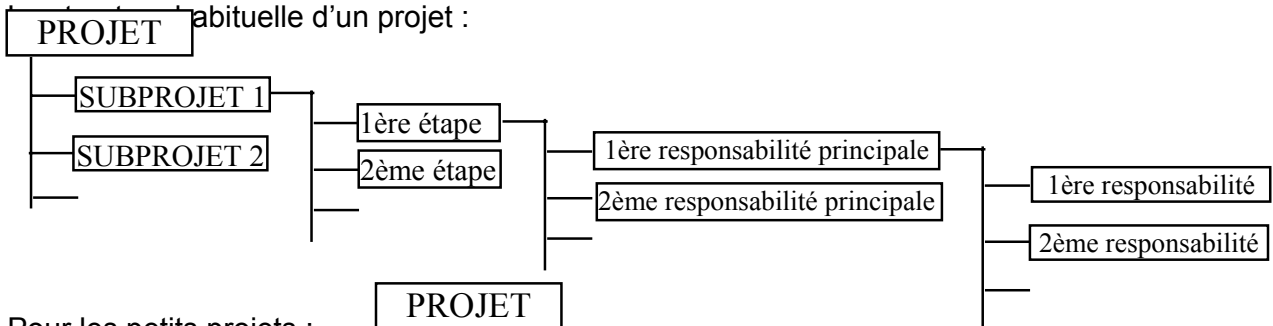 habituelle d’un projet :
PROJET
SUBPROJET 1
1ère étape
1ère responsabilité principale
1ère responsabilité
SUBPROJET 2
2ème étape
2ème responsabilité principale
2ème responsabilité
PROJET
Pour les petits projets :